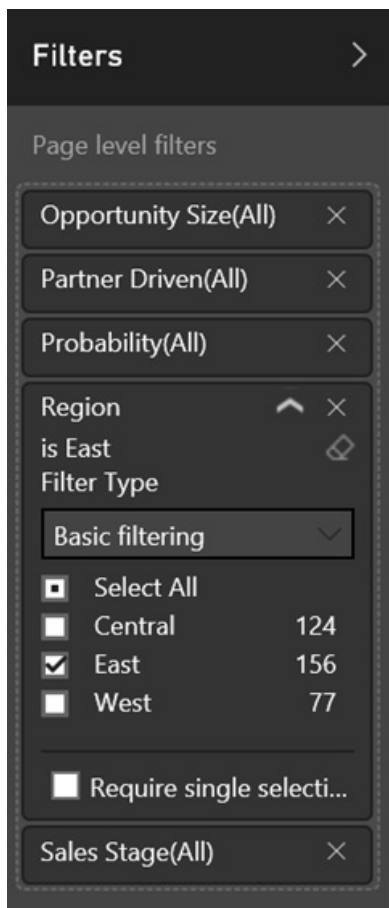 Filters
Page level filters
Opportunity Size(All)
Partner Driven(All)
Probability(All)
Region
is East
Filter Type
Basic filtering
Select All
Central 124
East 156
West 77
Require single selecti...
Sales Stage(All)